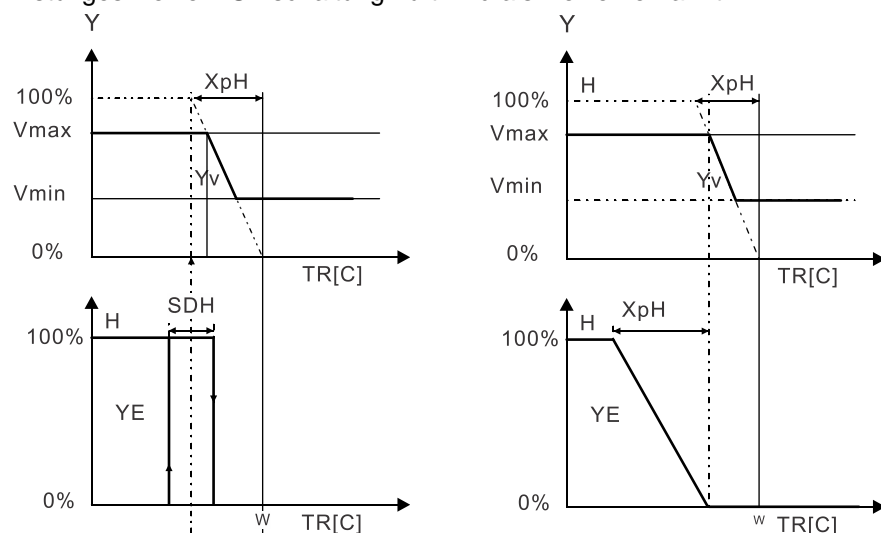 Y
100%
XpH
Vmax
Yv
Vmin
0%
TR[C]
H
SDH
100%
YE
0%
W
TR[C]
Y
H
100%
XpH
Vmax
Yv
Vmin
0%
TR[C]
H
XpH
100%
YE
0%
W
TR[C]